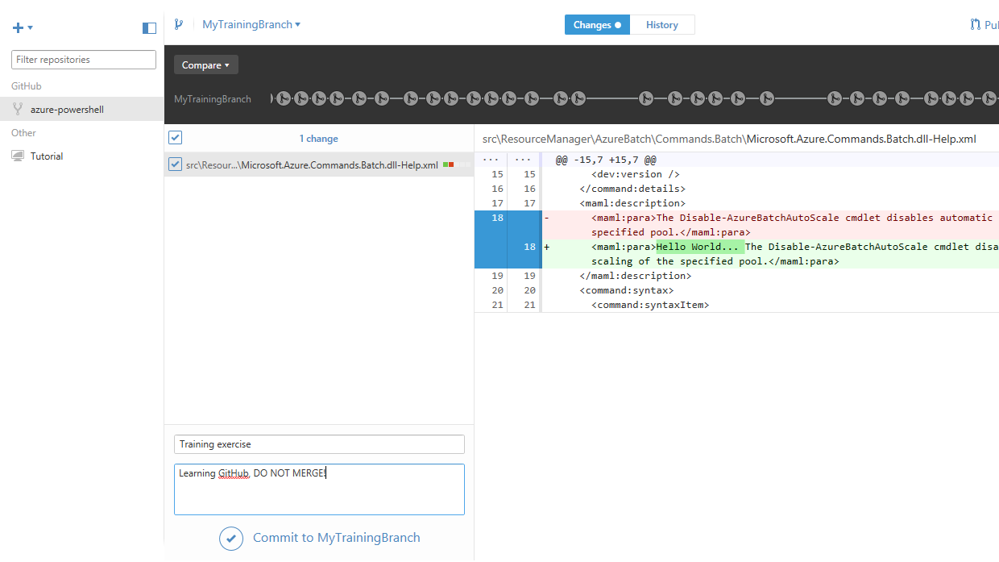 MyTrainingBranch
Changes
History
Pul
Filter repositories
GitHub
azure-powershell
Other
Tutorial
Compare
MyTrainingBranch
1 change
src\Resour...\Microsoft.Azure.Commands.Batch.dll-Help.xml
src\ResourceManager\AzureBatch\Commands.Batch\Microsoft.Azure.Commands.Batch.dll-Help.xml
... ... @@ -15,7 +15,7 @@
15 15 <dev:version />
16 16 </command:details>
17 17 <maml:description>
18 - <maml:para>The Disable-AzureBatchAutoScale cmdlet disables automatic
specified pool.</maml:para>
18 + <maml:para>Hello World... The Disable-AzureBatchAutoScale cmdlet disa
scaling of the specified pool.</maml:para>
19 19 </maml:description>
20 20 <command:syntax>
21 21 <command:syntaxItem>
Training exercise
Learning GitHub, DO NOT MERGE!
Commit to MyTrainingBranch